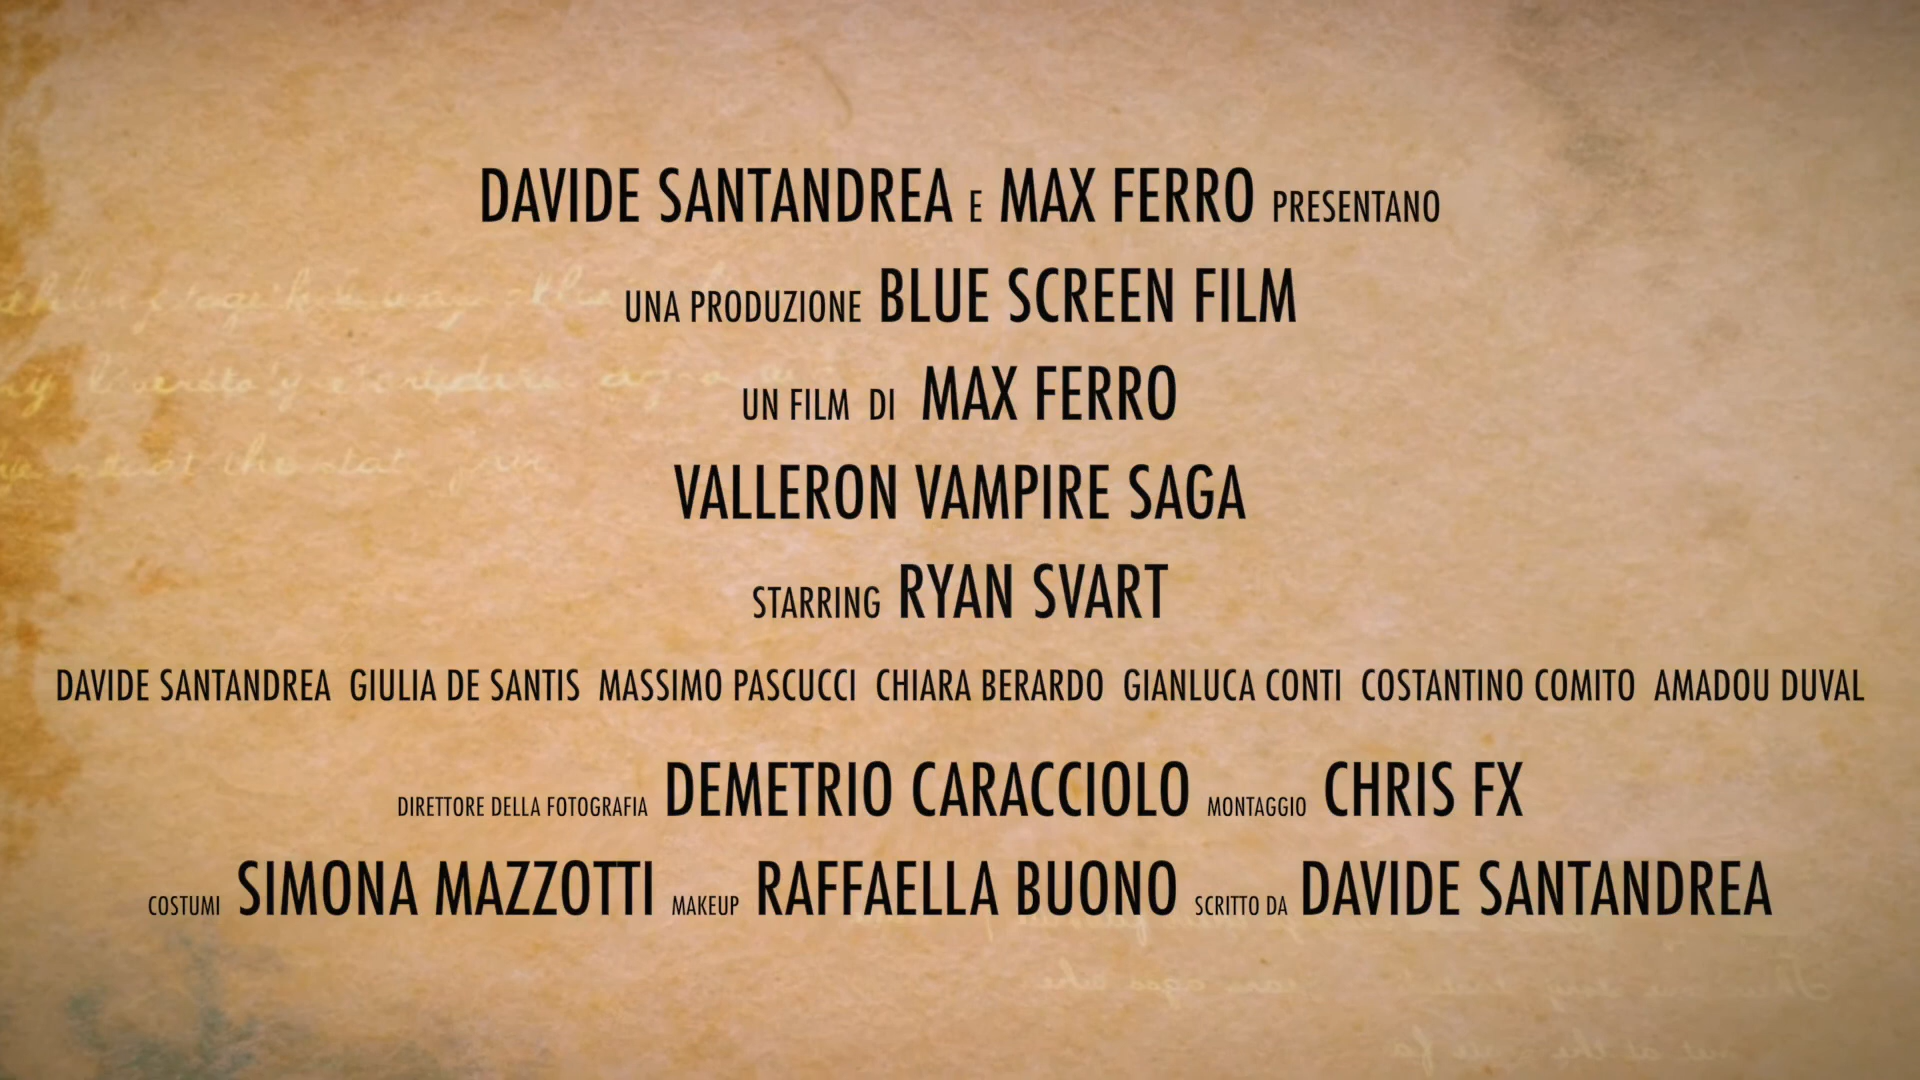 DAVIDE SANTANDREA E MAX FERRO PRESENTANO
UNA PRODUZIONE BLUE SCREEN FILM
UN FILM DI MAX FERRO
VALLERON VAMPIRE SAGA
STARRING RYAN SVART
DAVIDE SANTANDREA GIULIA DE SANTIS MASSIMO PASCUCCI CHIARA BERARDO GIANLUCA CONTI COSTANTINO COMITO AMADOU DUVAL
DIRETTORE DELLA FOTOGRAFIA DEMETRIO CARACCIOLO MONTAGGIO CHRIS FX
COSTUMI SIMONA MAZZOTTI MAKEUP RAFFAELLA BUONO SCRITTO DA DAVIDE SANTANDREA